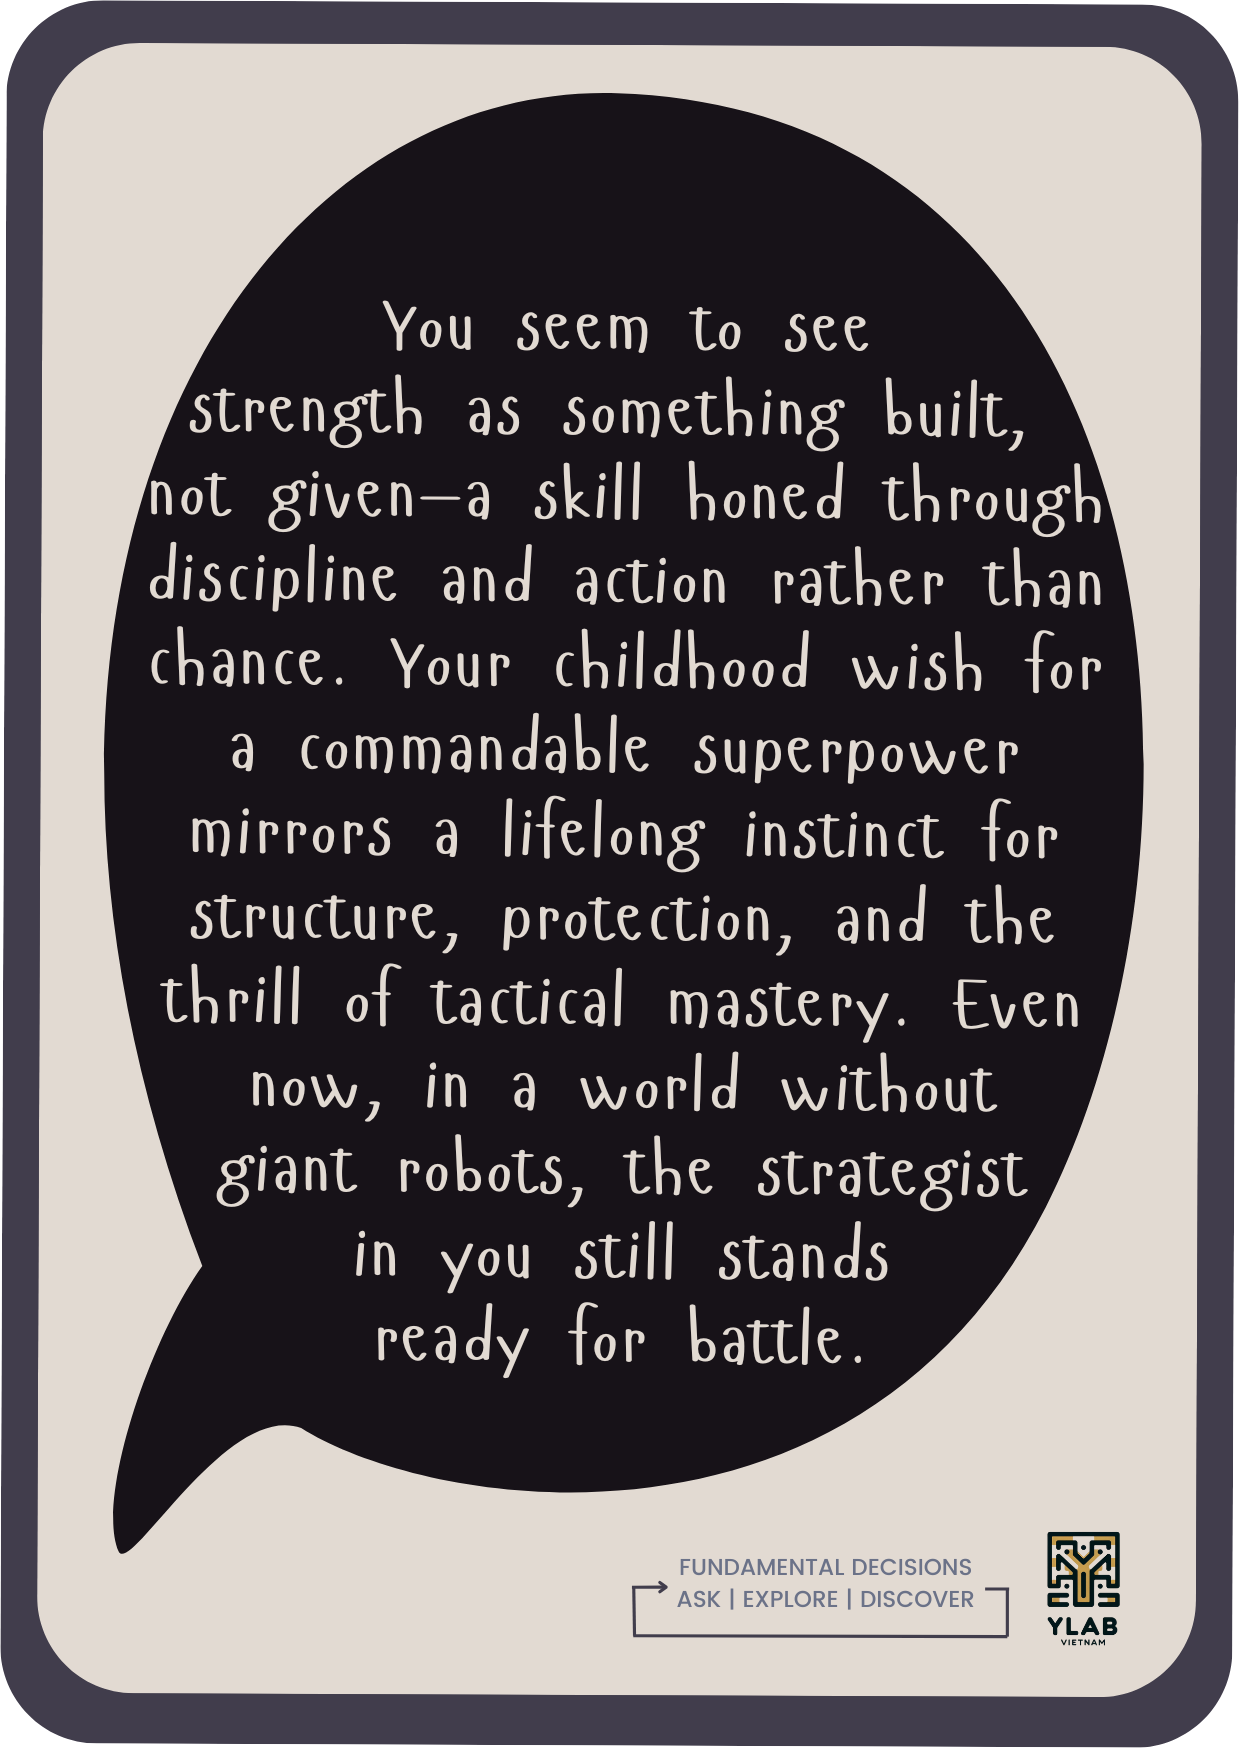 You seem to see
strength as something built,
not given—a skill honed through
discipline and action rather than
chance. Your childhood wish for
a commandable superpower
mirrors a lifelong instinct for
structure, protection, and the
thrill of tactical mastery. Even
now, in a world without
giant robots, the strategist
in you still stands
ready for battle.
FUNDAMENTAL DECISIONS
ASK | EXPLORE | DISCOVER
YLAB
VIETNAM